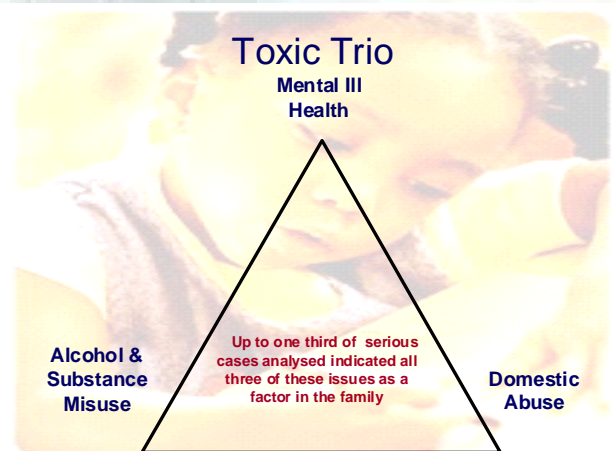 Toxic Trio
Mental Ill
Health
Up to one third of serious
cases analysed indicated all
three of these issues as a
factor in the family
Alcohol &
Substance
Misuse
Domestic
Abuse